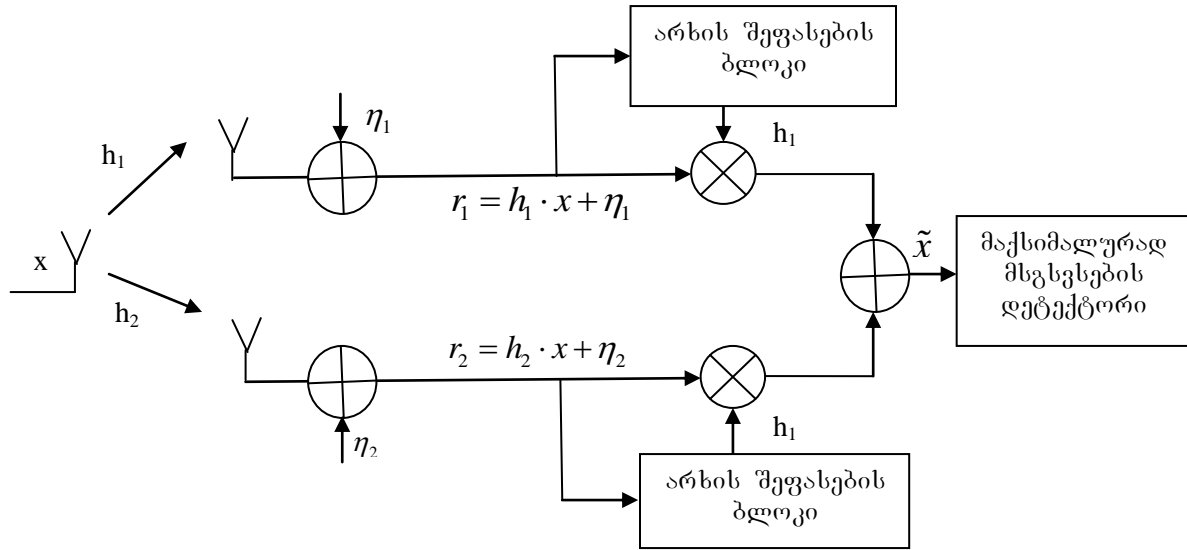 არხის შეფასების
ბლოკი
η₁
h₁
h₁
r₁ = h₁ · x + η₁
x
x̃
მაქსიმალურად
მსგსვსების
დეტექტორი
h₂
r₂ = h₂ · x + η₂
h₁
η₂
არხის შეფასების
ბლოკი